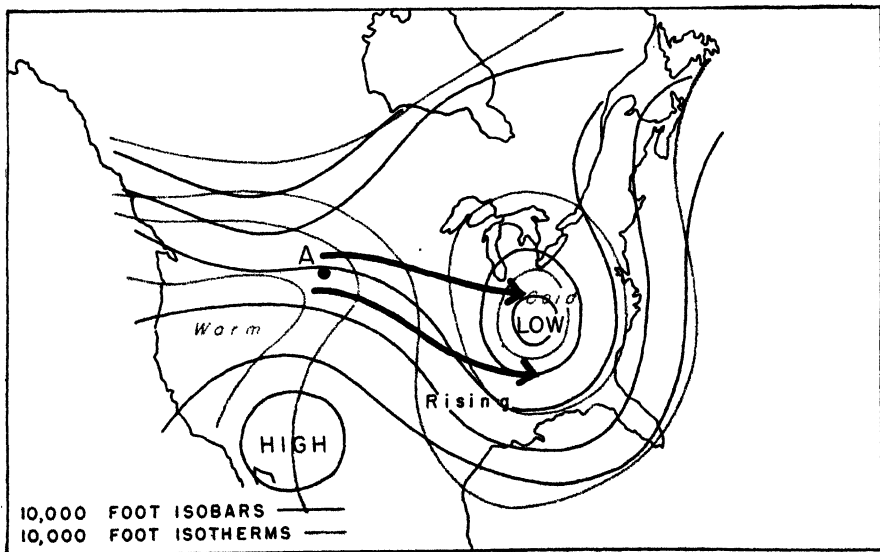 A
Cold
LOW
Warm
Rising
HIGH
10,000 FOOT ISOBARS
10,000 FOOT ISOTHERMS